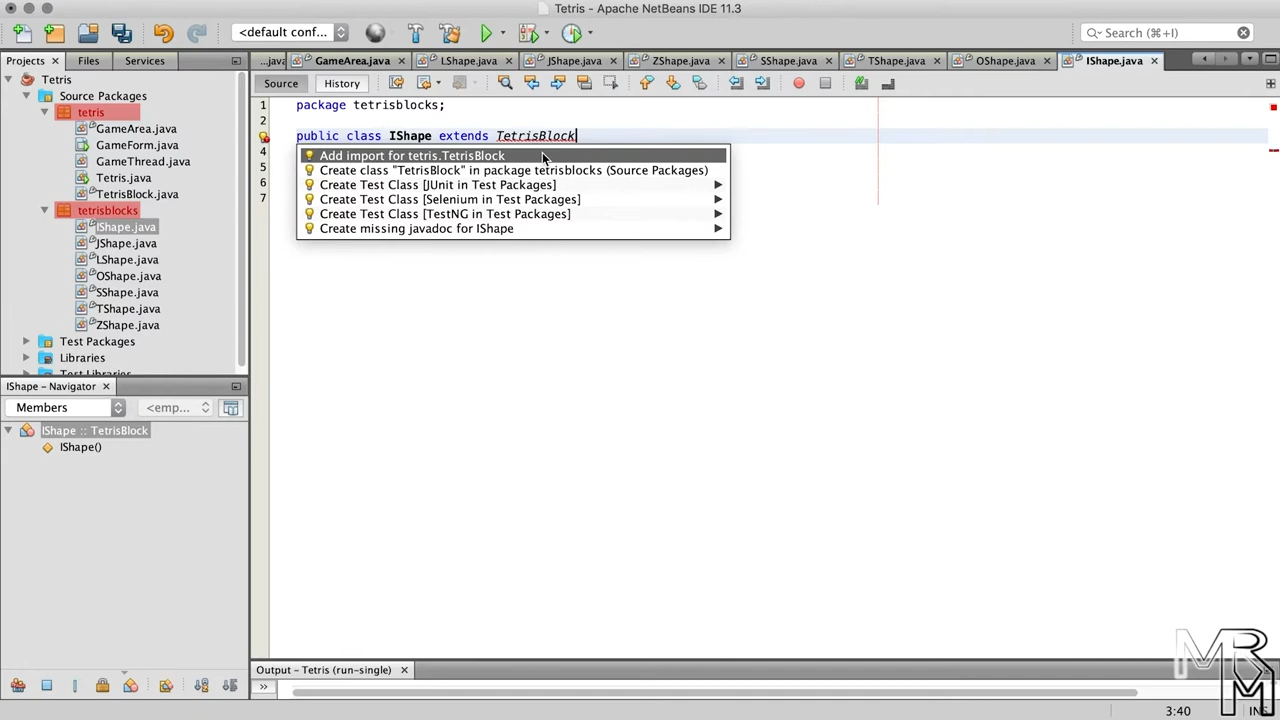 Tetris - Apache NetBeans IDE 11.3
<default conf...
Search (⌘+I)
Projects
Files
Services
...java
GameArea.java
LShape.java
JShape.java
ZShape.java
SShape.java
TShape.java
OShape.java
IShape.java
Source
History
Tetris
Source Packages
tetris
GameArea.java
GameForm.java
GameThread.java
Tetris.java
TetrisBlock.java
tetrisblocks
IShape.java
JShape.java
LShape.java
OShape.java
SShape.java
TShape.java
ZShape.java
Test Packages
Libraries
Test Libraries
1 package tetrisblocks;
2
public class IShape extends TetrisBlock
4
5
6
7
Add import for tetris.TetrisBlock
Create class "TetrisBlock" in package tetrisblocks (Source Packages)
Create Test Class [JUnit in Test Packages]
Create Test Class [Selenium in Test Packages]
Create Test Class [TestNG in Test Packages]
Create missing javadoc for IShape
IShape - Navigator
Members
<emp...
IShape :: TetrisBlock
IShape()
Output - Tetris (run-single)
3:40
INS
MRM